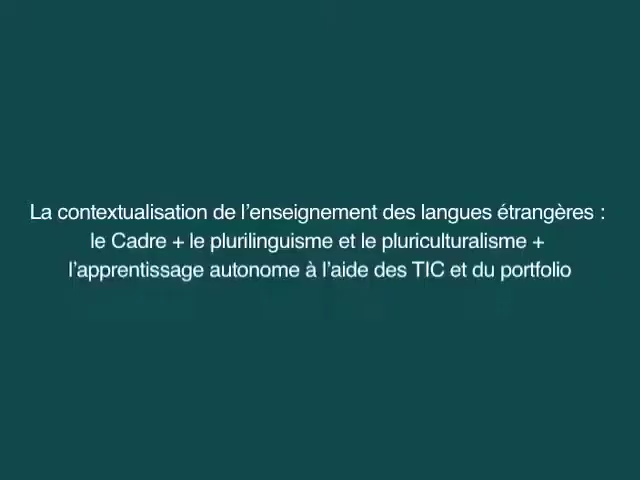 La contextualisation de l'enseignement des langues étrangères :
le Cadre + le plurilinguisme et le pluriculturalisme +
l'apprentissage autonome à l'aide des TIC et du portfolio